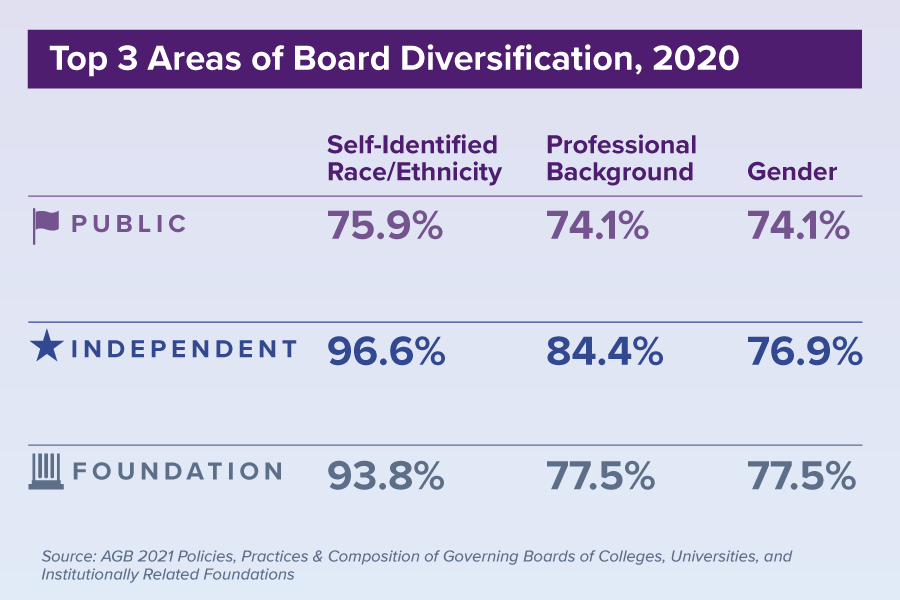 Top 3 Areas of Board Diversification, 2020
Self-Identified Race/Ethnicity
Professional Background
Gender
PUBLIC 75.9% 74.1% 74.1%
INDEPENDENT 96.6% 84.4% 76.9%
FOUNDATION 93.8% 77.5% 77.5%
Source: AGB 2021 Policies, Practices & Composition of Governing Boards of Colleges, Universities, and
Institutionally Related Foundations